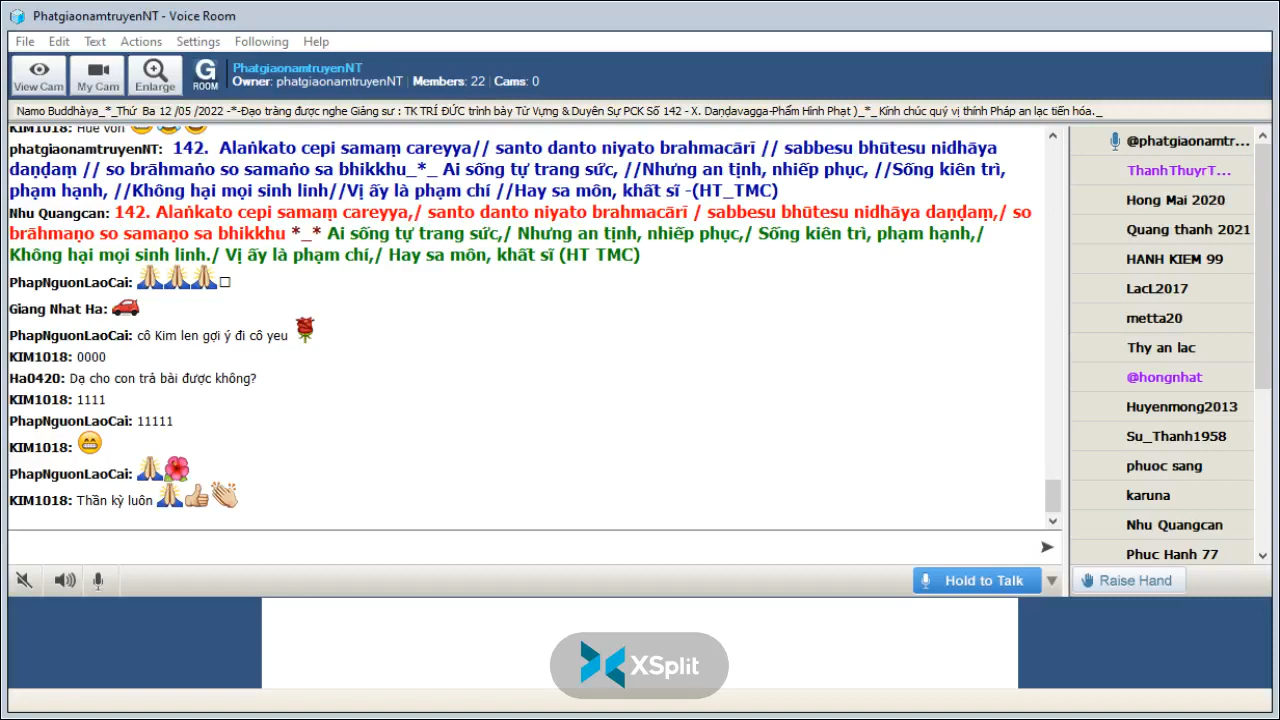 PhatgiaonamtruyenNT - Voice Room
File Edit Text Actions Settings Following Help
View Cam
My Cam
Enlarge
G ROOM
PhatgiaonamtruyenNT
Owner: phatgiaonamtruyenNT | Members: 22 | Cams: 0
Namo Buddhàya_*_Thứ Ba 12 /05 /2022 -*-Đạo tràng được nghe Giảng sư : TK TRÍ ĐỨC trình bày Từ Vựng & Duyên Sự PCK Số 142 - X. Daṇḍavagga-Phẩm Hình Phạt )_*_ Kính chúc quý vị thính Pháp an lạc tiến hóa._
KIM1018: Huè vốn
phatgiaonamtruyenNT: 142. Alaṅkato cepi samaṃ careyya// santo danto niyato brahmacārī // sabbesu bhūtesu nidhāya
daṇḍaṃ // so brāhmaṅo so samaṅo sa bhikkhu_*_ Ai sống tự trang sức, //Nhưng an tịnh, nhiếp phục, //Sống kiên trì,
phạm hạnh, //Không hại mọi sinh linh//Vị ấy là phạm chí //Hay sa môn, khất sĩ -(HT_TMC)
Nhu Quangcan: 142. Alaṅkato cepi samaṃ careyya,/ santo danto niyato brahmacārī / sabbesu bhūtesu nidhāya daṇḍaṃ,/ so
brāhmaṇo so samaṇo sa bhikkhu *_* Ai sống tự trang sức,/ Nhưng an tịnh, nhiếp phục,/ Sống kiên trì, phạm hạnh,/
Không hại mọi sinh linh./ Vị ấy là phạm chí,/ Hay sa môn, khất sĩ (HT TMC)
PhapNguonLaoCai: 🙏🙏🙏□
Giang Nhat Ha: 🚗
PhapNguonLaoCai: cô Kim len gợi ý đi cô yeu 🌹
KIM1018: 0000
Ha0420: Dạ cho con trả bài được không?
KIM1018: 1111
PhapNguonLaoCai: 11111
KIM1018: 😁
PhapNguonLaoCai: 🙏🌺
KIM1018: Thần kỳ luôn 🙏👍👏
Hold to Talk
@phatgiaonamtr...
ThanhThuyrT...
Hong Mai 2020
Quang thanh 2021
HANH KIEM 99
LacL2017
metta20
Thy an lac
@hongnhat
Huyenmong2013
Su_Thanh1958
phuoc sang
karuna
Nhu Quangcan
Phuc Hanh 77
Raise Hand
XSplit